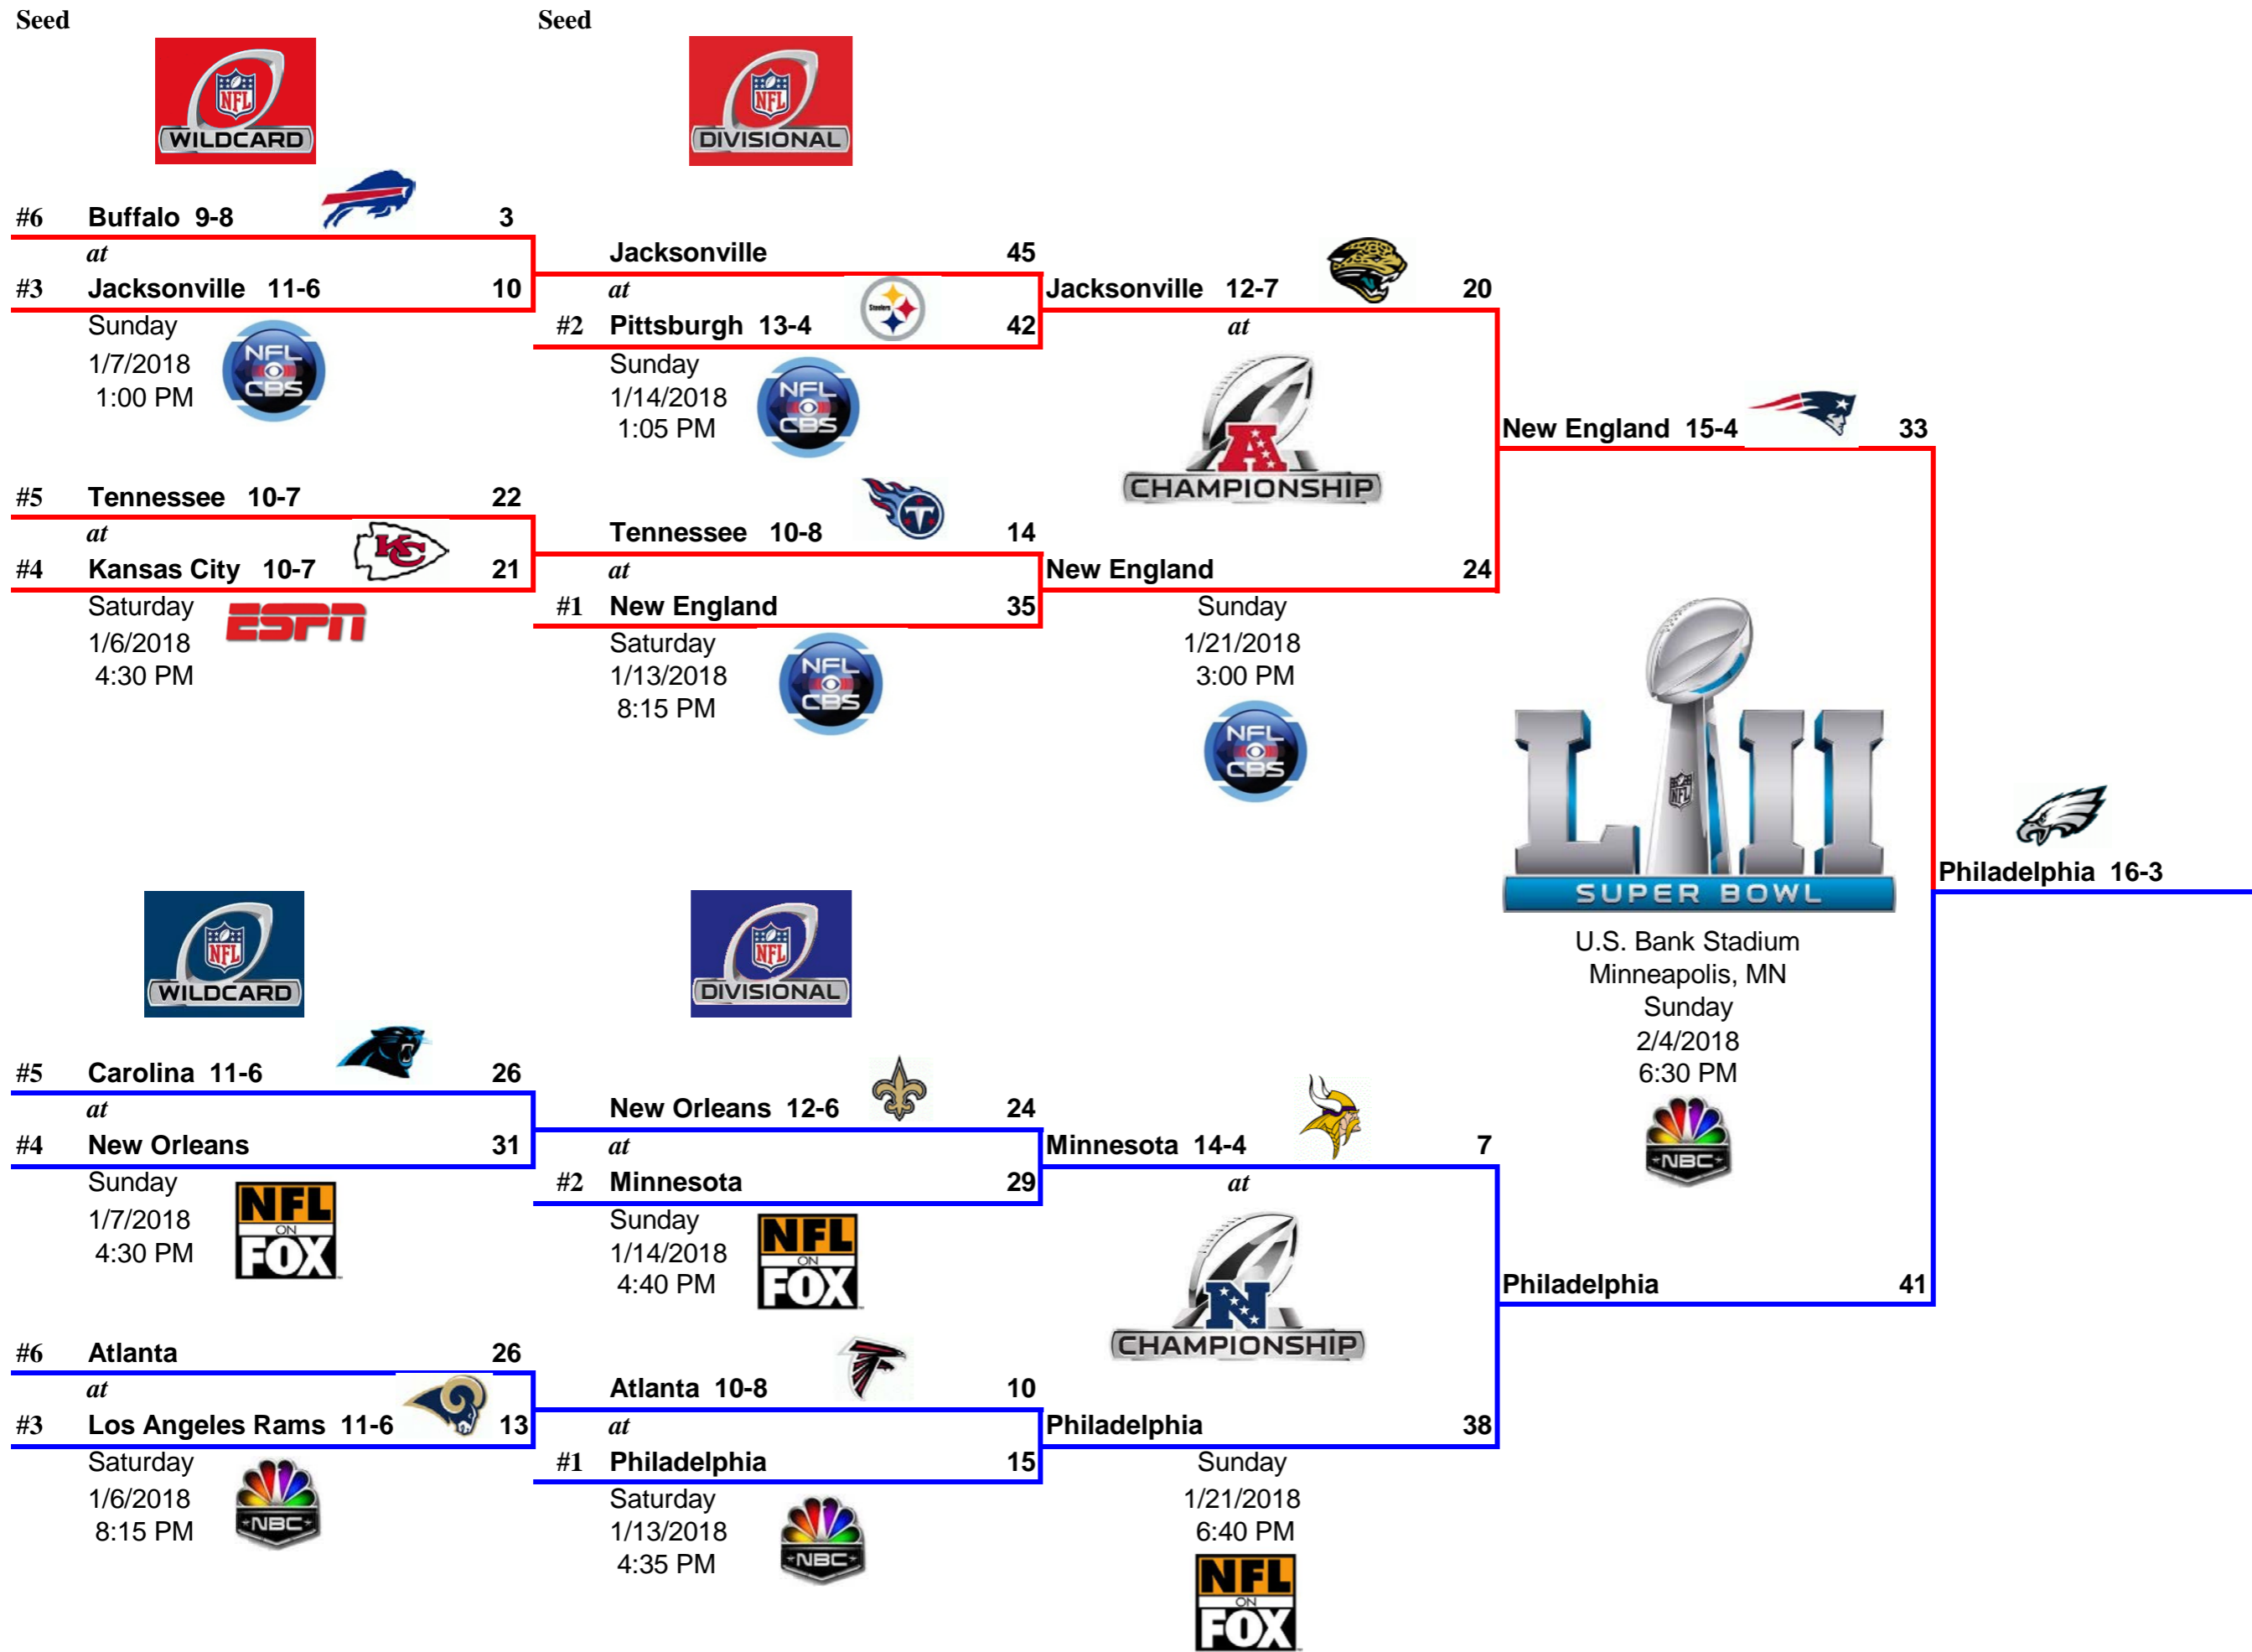 Seed
Seed
NFL
WILDCARD
NFL
DIVISIONAL
#6 Buffalo 9-8 3
at
#3 Jacksonville 11-6 10
Sunday
1/7/2018
1:00 PM
NFL
CBS
Jacksonville 45
at
#2 Pittsburgh 13-4 42
Steelers
Sunday
1/14/2018
1:05 PM
NFL
CBS
Jacksonville 12-7 20
at
A
CHAMPIONSHIP
New England 15-4 33
#5 Tennessee 10-7 22
at
#4 Kansas City 10-7 21
KC
Saturday
1/6/2018
4:30 PM
ESPN
Tennessee 10-8 14
T
at
#1 New England 35
Saturday
1/13/2018
8:15 PM
NFL
CBS
New England 24
Sunday
1/21/2018
3:00 PM
NFL
CBS
LII
NFL
SUPER BOWL
U.S. Bank Stadium
Minneapolis, MN
Sunday
2/4/2018
6:30 PM
NBC
Philadelphia 16-3
NFL
WILDCARD
NFL
DIVISIONAL
#5 Carolina 11-6 26
at
#4 New Orleans 31
Sunday
1/7/2018
4:30 PM
NFL
ON
FOX
New Orleans 12-6 24
at
#2 Minnesota 29
Sunday
1/14/2018
4:40 PM
NFL
ON
FOX
Minnesota 14-4 7
at
N
CHAMPIONSHIP
Philadelphia 41
#6 Atlanta 26
at
#3 Los Angeles Rams 11-6 13
Saturday
1/6/2018
8:15 PM
NBC
Atlanta 10-8 10
at
#1 Philadelphia 15
Saturday
1/13/2018
4:35 PM
NBC
Philadelphia 38
Sunday
1/21/2018
6:40 PM
NFL
ON
FOX